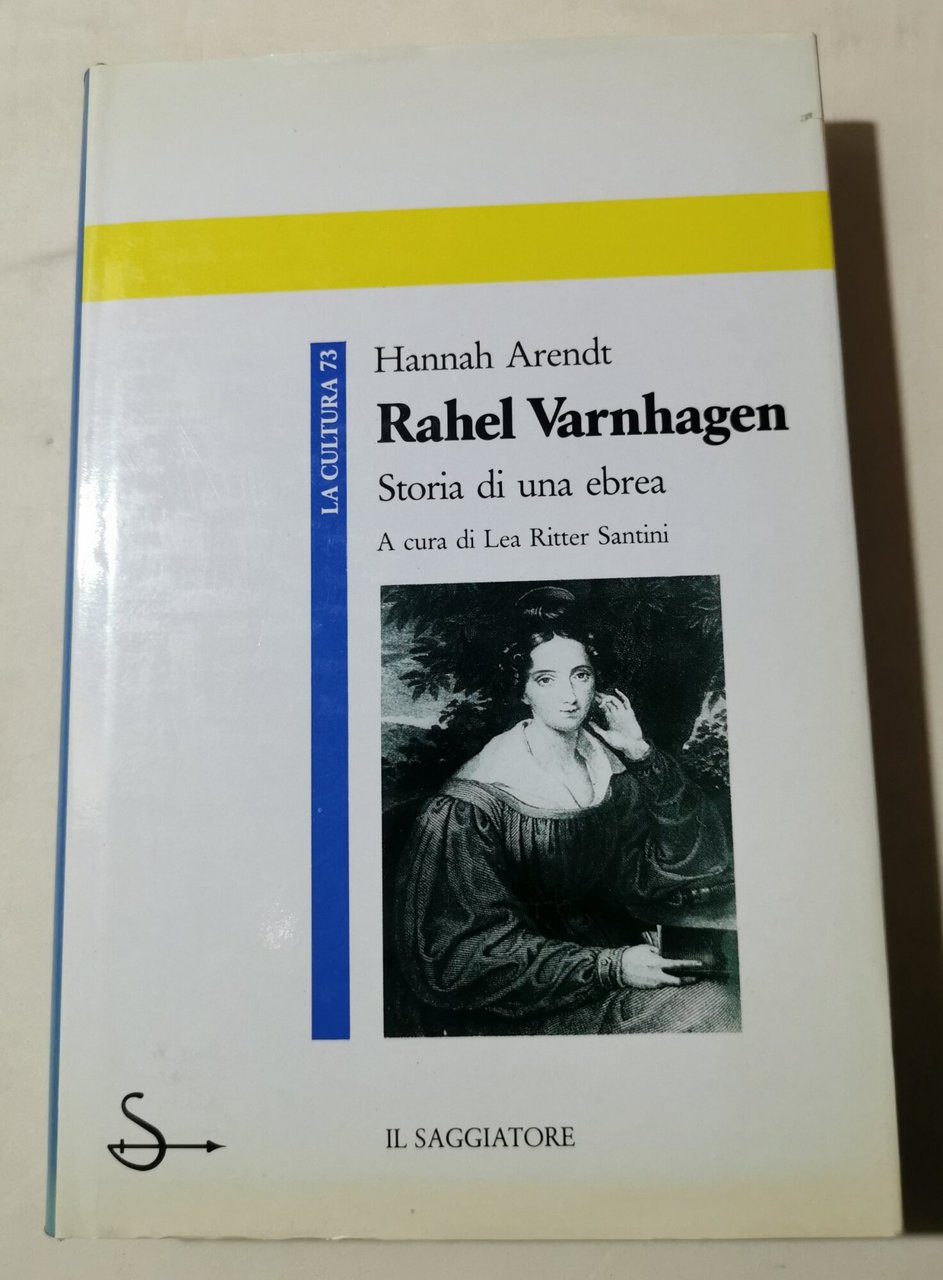 LA CULTURA 73
Hannah Arendt
Rahel Varnhagen
Storia di una ebrea
A cura di Lea Ritter Santini
IL SAGGIATORE